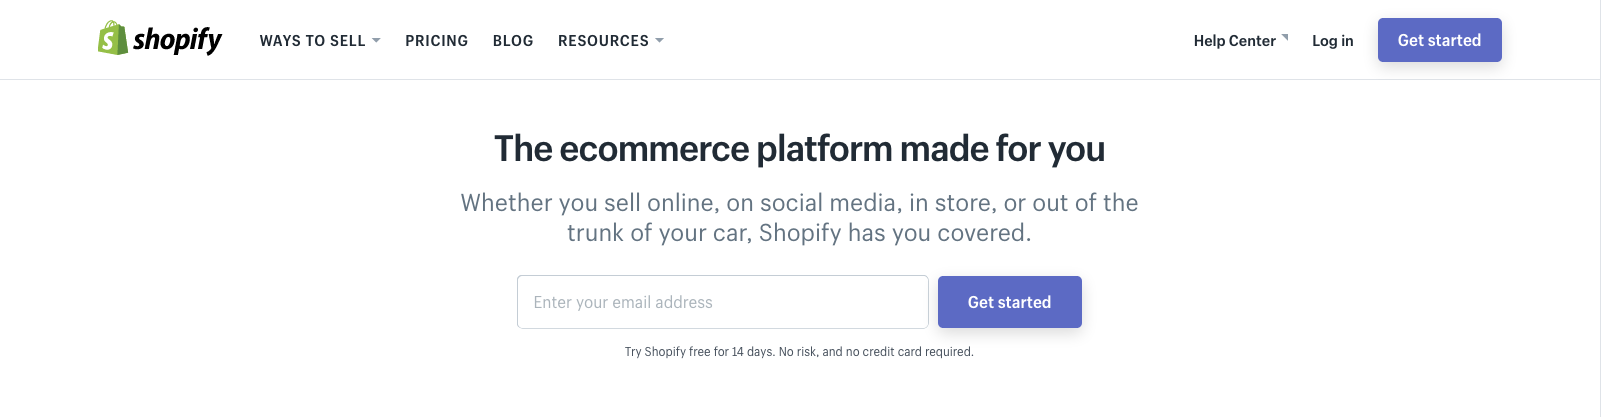 shopify
WAYS TO SELL PRICING BLOG RESOURCES
Help Center Log in Get started
The ecommerce platform made for you
Whether you sell online, on social media, in store, or out of the
trunk of your car, Shopify has you covered.
Enter your email address Get started
Try Shopify free for 14 days. No risk, and no credit card required.